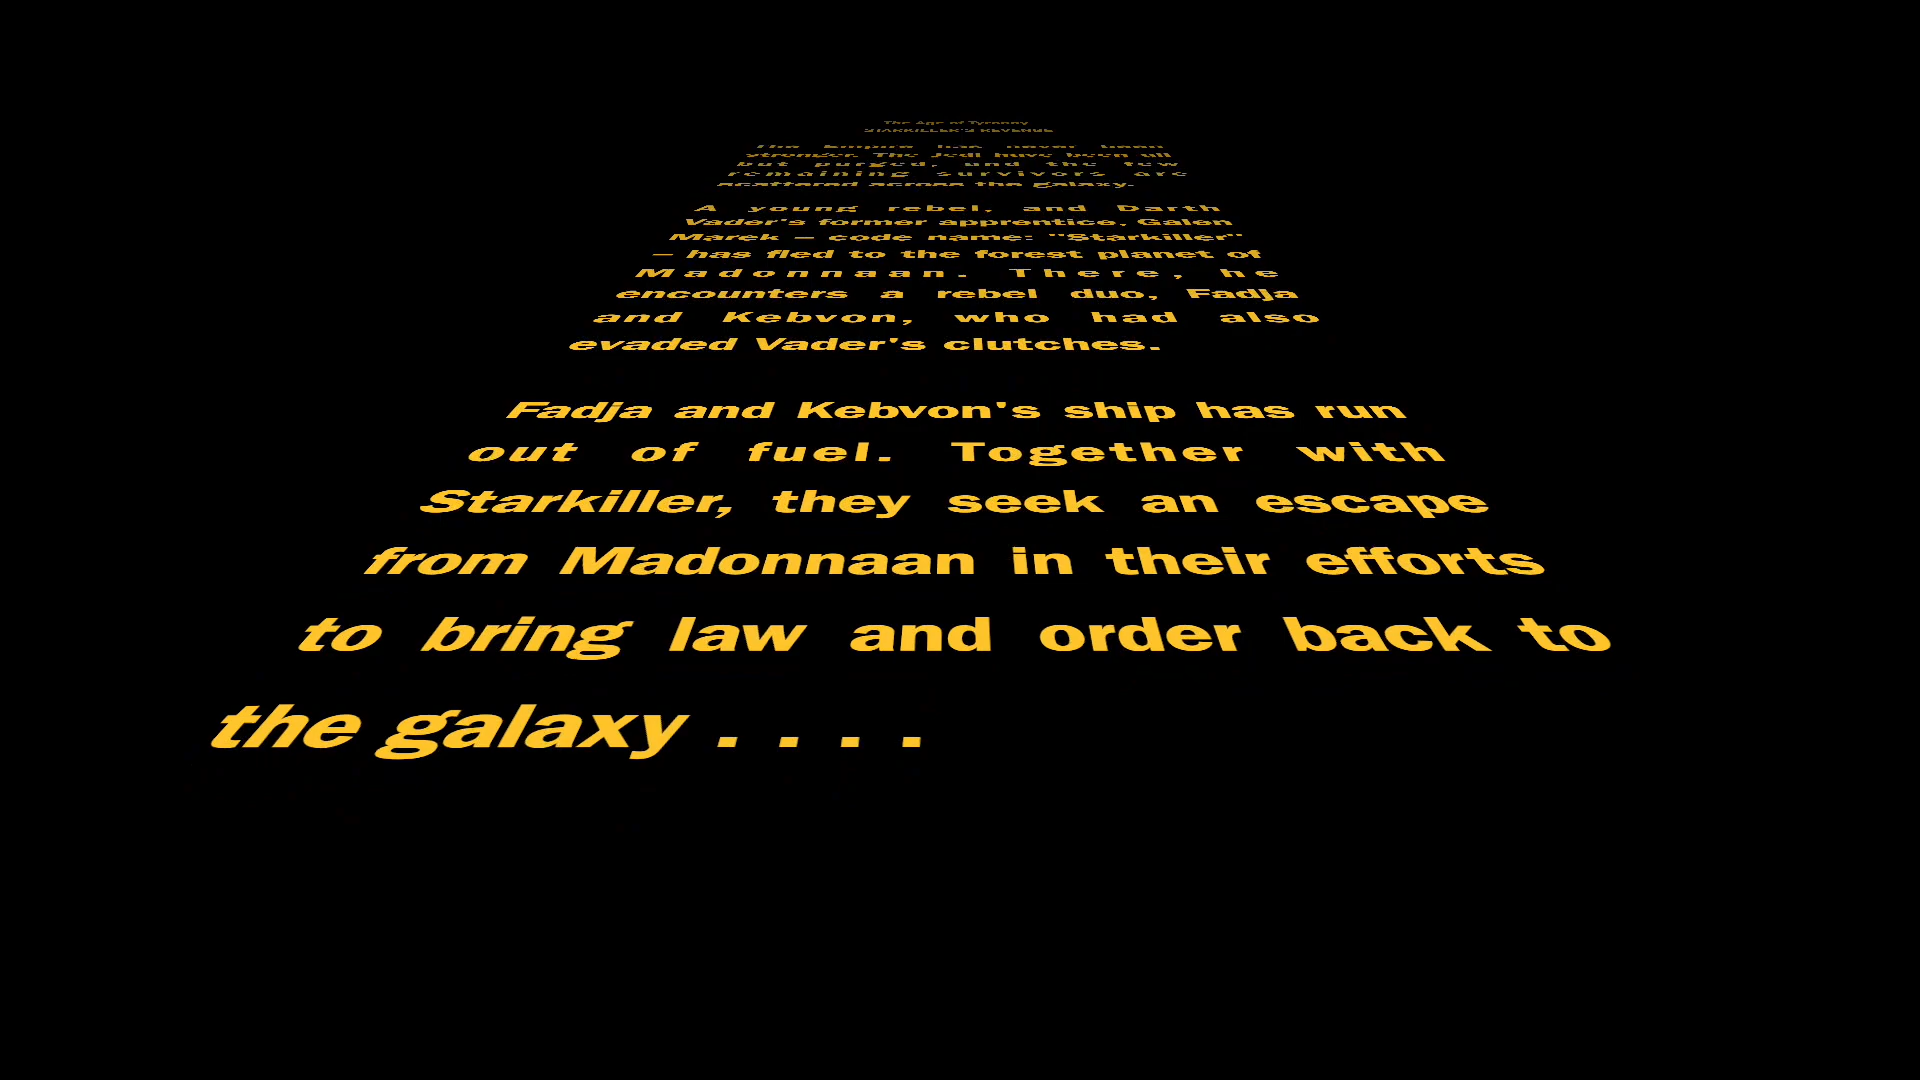 The Age of Tyranny
STARKILLER'S REVENGE
The Empire has never been
stronger. The Jedi have been all
but purged, and the few
remaining survivors are
scattered across the galaxy.
A young rebel, and Darth
Vader's former apprentice, Galen
Marek — code name: "Starkiller"
— has fled to the forest planet of
Madonnaan. There, he
encounters a rebel duo, Fadja
and Kebvon, who had also
evaded Vader's clutches.
Fadja and Kebvon's ship has run
out of fuel. Together with
Starkiller, they seek an escape
from Madonnaan in their efforts
to bring law and order back to
the galaxy . . . .